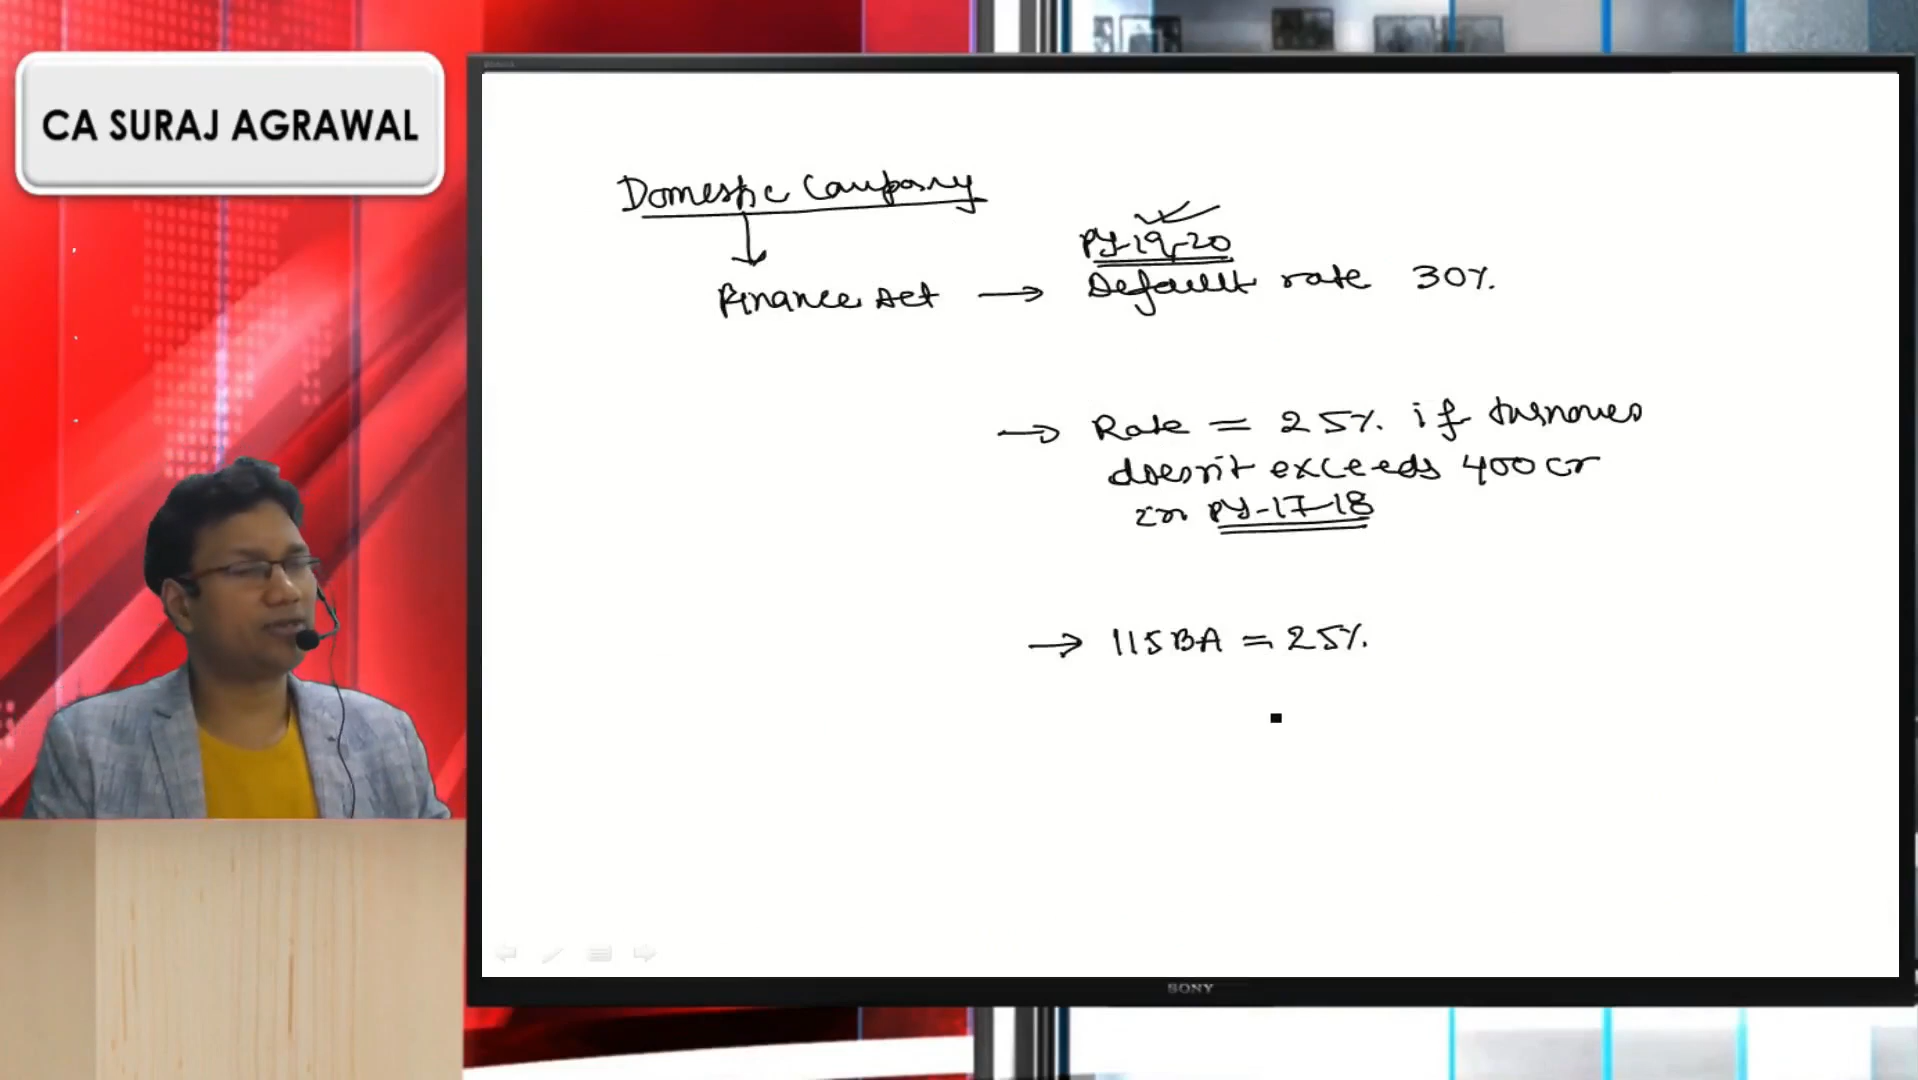 CA SURAJ AGRAWAL
Domestic Company
PY-19-20
Finance Act → Default rate 30%.
→ Rate = 25%. if turnover
doesn't exceeds 400 cr
in PY-17-18
→ 115BA = 25%.
SONY